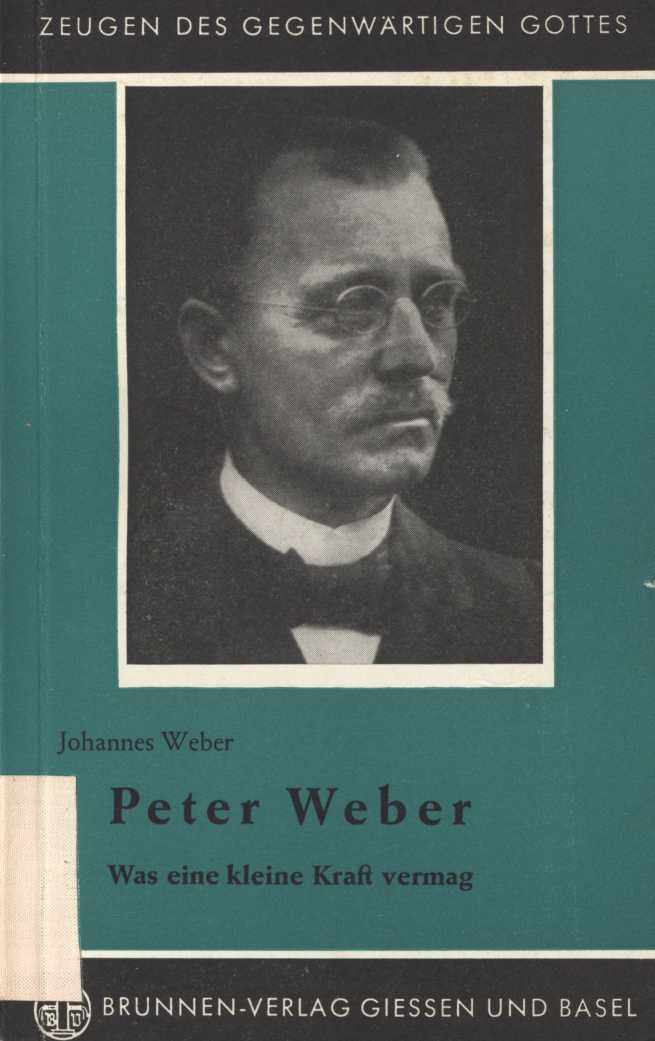 ZEUGEN DES GEGENWÄRTIGEN GOTTES
Johannes Weber
Peter Weber
Was eine kleine Kraft vermag
BRUNNEN-VERLAG GIESSEN UND BASEL